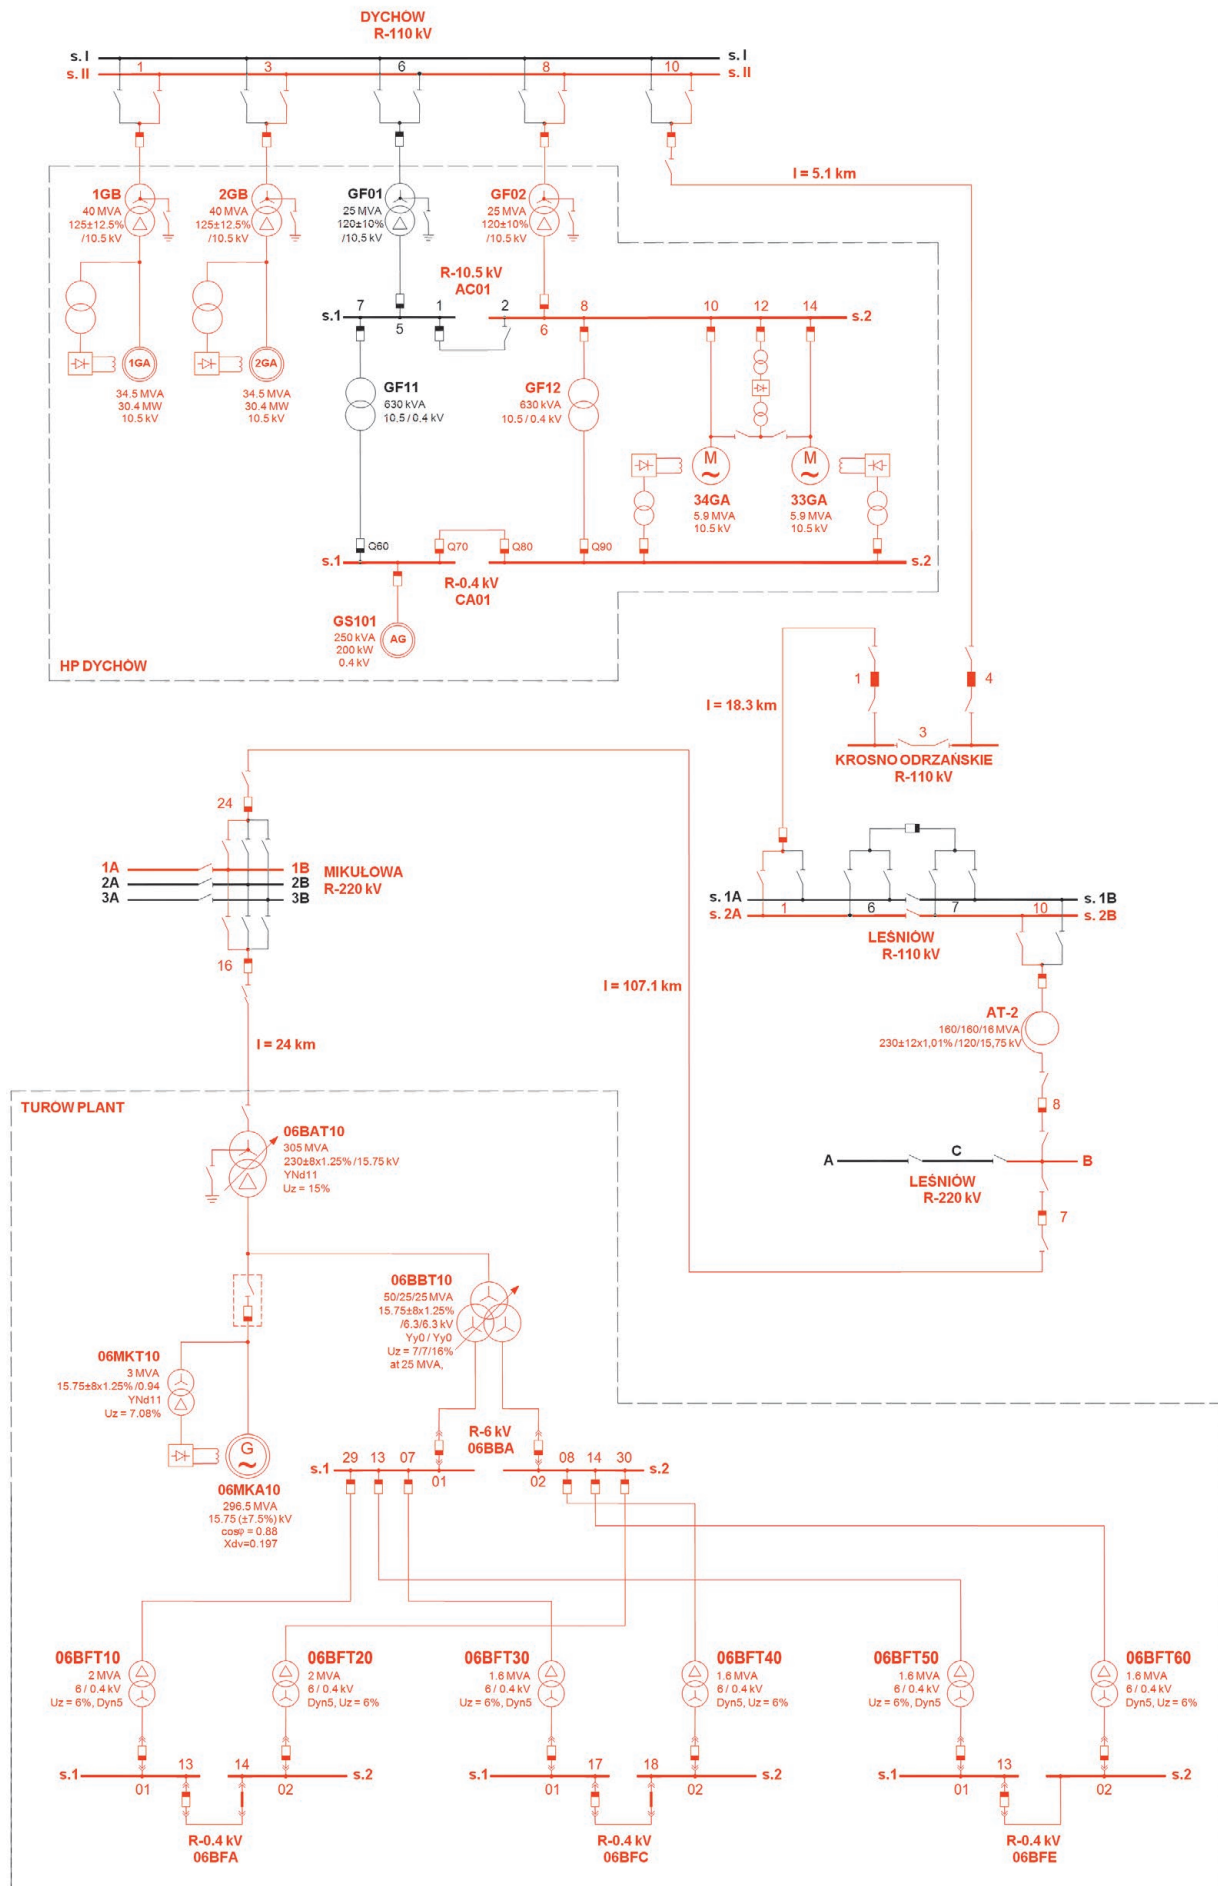 DYCHÓW
R-110 kV
s. I
s. I
s. II
1
3
6
8
10
s. II
l = 5.1 km
1GB
40 MVA
125±12.5%
/10.5 kV
2GB
40 MVA
125±12.5%
/10.5 kV
GF01
25 MVA
120±10%
/10,5 kV
GF02
25 MVA
120±10%
/10.5 kV
R-10.5 kV
AC01
s.1
7
5
1
2
6
8
10
12
14
s.2
1GA
34.5 MVA
30.4 MW
10.5 kV
2GA
34.5 MVA
30.4 MW
10.5 kV
GF11
630 kVA
10,5 / 0,4 kV
GF12
630 kVA
10.5 / 0.4 kV
M
~
34GA
5.9 MVA
10.5 kV
M
~
33GA
5.9 MVA
10.5 kV
Q60
Q70
Q80
Q90
s.1
s.2
R-0.4 kV
CA01
GS101
250 kVA
200 kW
0.4 kV
AG
HP DYCHÓW
l = 18.3 km
1
4
3
KROSNO ODRZAŃSKIE
R-110 kV
24
1A
1B
2A
2B
3A
3B
MIKUŁOWA
R-220 kV
16
l = 24 km
l = 107.1 km
s. 1A
s. 1B
s. 2A
1
6
7
10
s. 2B
LEŚNIÓW
R-110 kV
AT-2
160/160/16 MVA
230±12x1,01% /120/15,75 kV
8
A
C
B
LEŚNIÓW
R-220 kV
7
TURÓW PLANT
06BAT10
305 MVA
230±8x1.25% /15.75 kV
YNd11
Uz = 15%
06BBT10
50/25/25 MVA
15.75±8x1.25%
/6.3/6.3 kV
Yy0 / Yy0
Uz = 7/7/16%
at 25 MVA,
06MKT10
3 MVA
15.75±8x1.25% /0.94
YNd11
Uz = 7.08%
G
~
06MKA10
296.5 MVA
15.75 (±7.5%) kV
cosφ = 0.88
Xdv=0.197
R-6 kV
06BBA
s.1
29
13
07
01
02
08
14
30
s.2
06BFT10
2 MVA
6 / 0.4 kV
Uz = 6%, Dyn5
06BFT20
2 MVA
6 / 0.4 kV
Dyn5, Uz = 6%
06BFT30
1.6 MVA
6 / 0.4 kV
Uz = 6%, Dyn5
06BFT40
1.6 MVA
6 / 0.4 kV
Dyn5, Uz = 6%
06BFT50
1.6 MVA
6 / 0.4 kV
Uz = 6%, Dyn5
06BFT60
1.6 MVA
6 / 0.4 kV
Dyn5, Uz = 6%
s.1
01
13
14
02
s.2
R-0.4 kV
06BFA
s.1
01
17
18
02
s.2
R-0.4 kV
06BFC
s.1
01
13
02
s.2
R-0.4 kV
06BFE